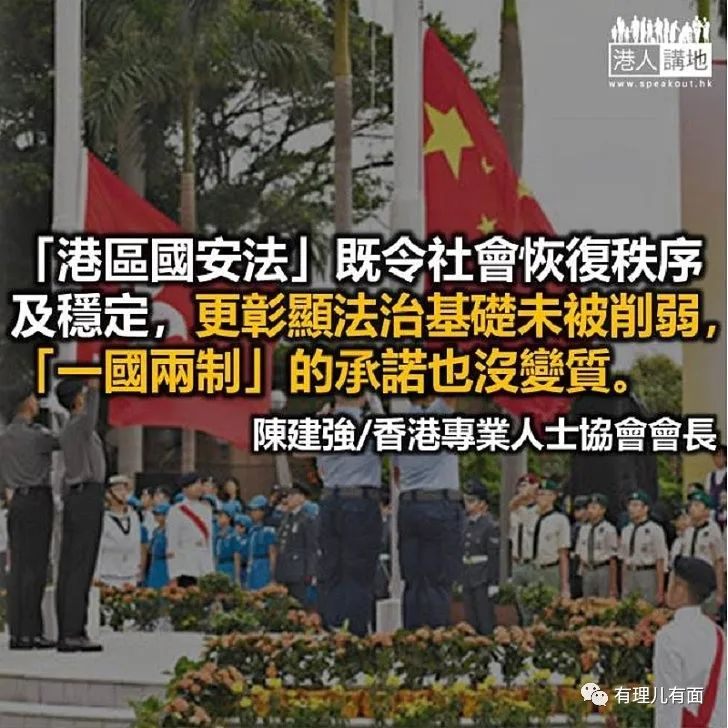 港人講地
www.speakout.hk
「港區國安法」既令社會恢復秩序
及穩定，更彰顯法治基礎未被削弱，
「一國兩制」的承諾也沒變质。
陳建強/香港專業人士協會會長
有理儿有面